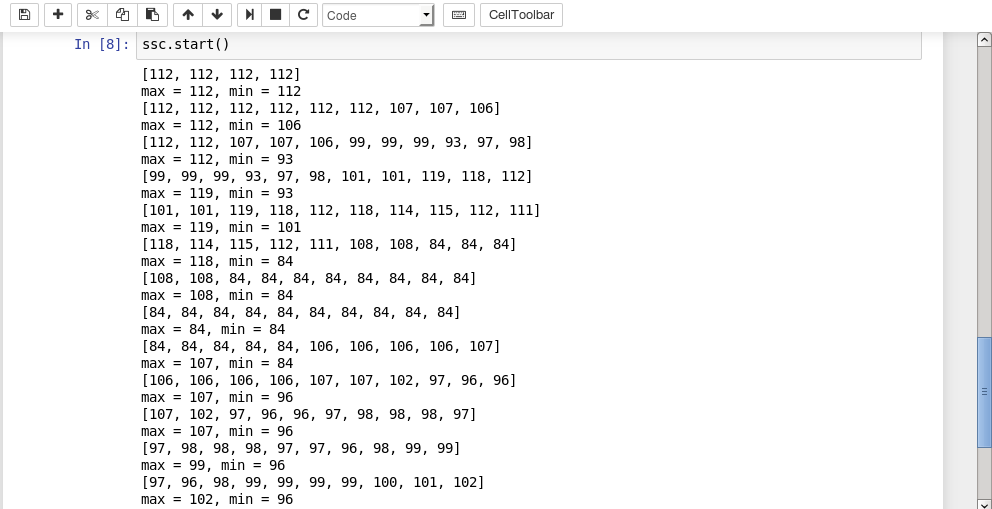 Code
CellToolbar
In [8]: ssc.start()
[112, 112, 112, 112]
max = 112, min = 112
[112, 112, 112, 112, 112, 112, 107, 107, 106]
max = 112, min = 106
[112, 112, 107, 107, 106, 99, 99, 99, 93, 97, 98]
max = 112, min = 93
[99, 99, 99, 93, 97, 98, 101, 101, 119, 118, 112]
max = 119, min = 93
[101, 101, 119, 118, 112, 118, 114, 115, 112, 111]
max = 119, min = 101
[118, 114, 115, 112, 111, 108, 108, 84, 84, 84]
max = 118, min = 84
[108, 108, 84, 84, 84, 84, 84, 84, 84, 84]
max = 108, min = 84
[84, 84, 84, 84, 84, 84, 84, 84, 84, 84]
max = 84, min = 84
[84, 84, 84, 84, 84, 106, 106, 106, 106, 107]
max = 107, min = 84
[106, 106, 106, 106, 107, 107, 102, 97, 96, 96]
max = 107, min = 96
[107, 102, 97, 96, 96, 97, 98, 98, 98, 97]
max = 107, min = 96
[97, 98, 98, 98, 97, 97, 96, 98, 99, 99]
max = 99, min = 96
[97, 96, 98, 99, 99, 99, 99, 100, 101, 102]
max = 102, min = 96